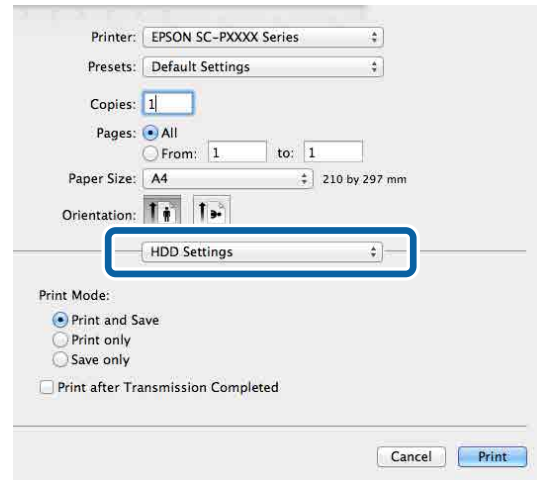 Printer: EPSON SC-PXXXX Series
Presets: Default Settings
Copies: 1
Pages: All
From: 1 to: 1
Paper Size: A4 210 by 297 mm
Orientation:
HDD Settings
Print Mode:
Print and Save
Print only
Save only
Print after Transmission Completed
Cancel Print